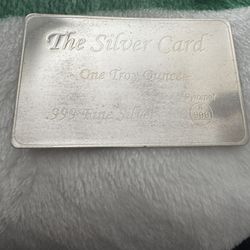 The Silver Card
One Troy Ounce
.999 Fine Silver
999